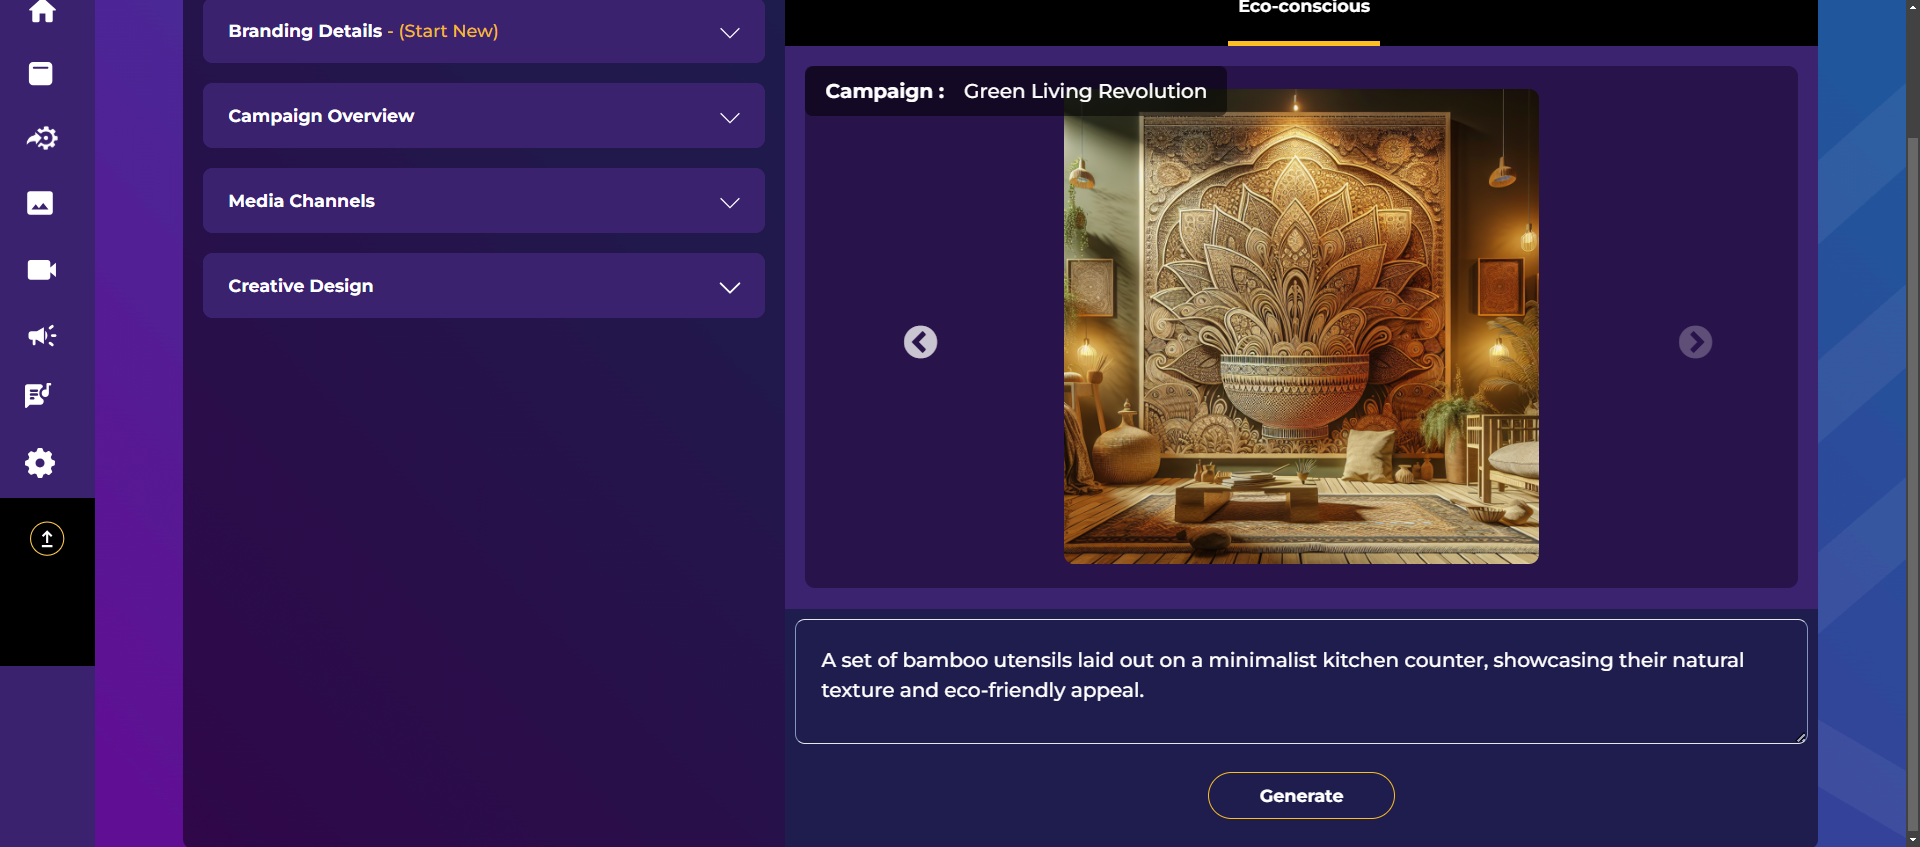 Branding Details - (Start New)
Campaign Overview
Media Channels
Creative Design
Eco-conscious
Campaign : Green Living Revolution
A set of bamboo utensils laid out on a minimalist kitchen counter, showcasing their natural
texture and eco-friendly appeal.
Generate